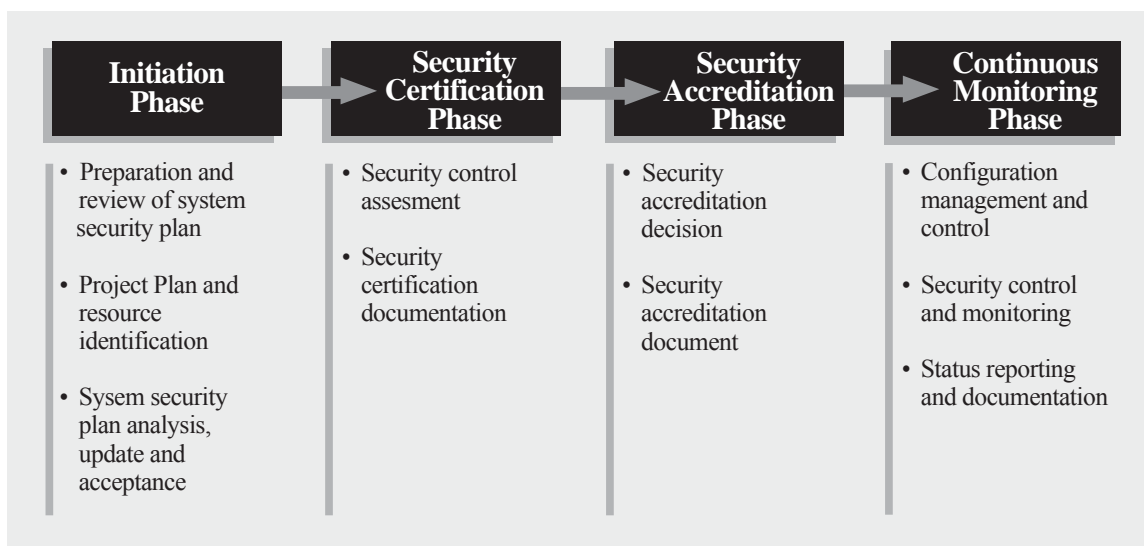 Initiation
Phase
Security
Certification
Phase
Security
Accreditation
Phase
Continuous
Monitoring
Phase
• Preparation and
review of system
security plan
• Project Plan and
resource
identification
• Sysem security
plan analysis,
update and
acceptance
• Security control
assesment
• Security
certification
documentation
• Security
accreditation
decision
• Security
accreditation
document
• Configuration
management and
control
• Security control
and monitoring
• Status reporting
and documentation